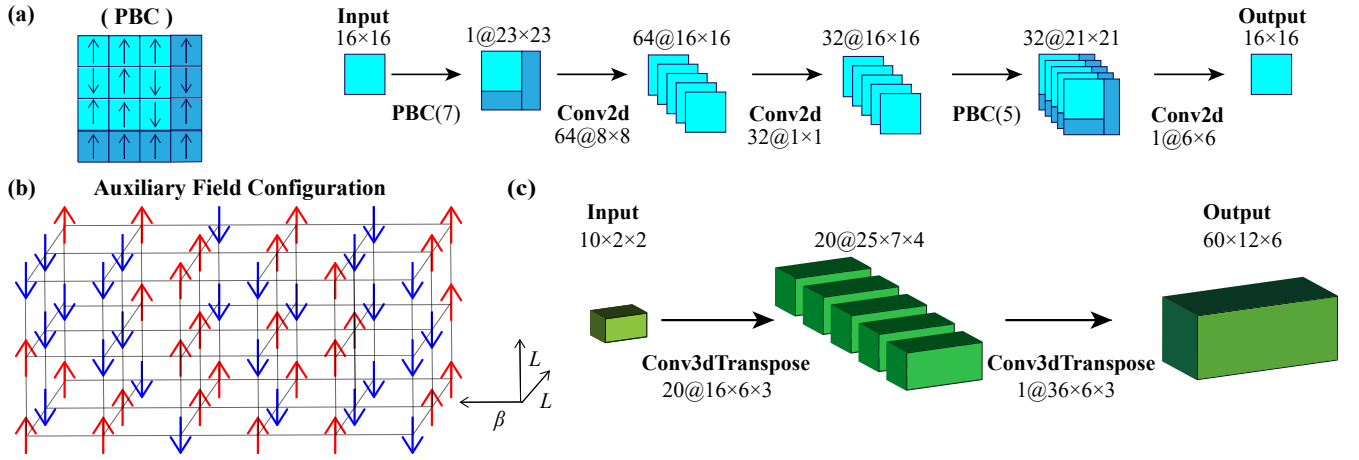 (a)
( PBC )
Input
16×16
PBC(7)
1@23×23
Conv2d
64@8×8
64@16×16
Conv2d
32@1×1
32@16×16
PBC(5)
32@21×21
Conv2d
1@6×6
Output
16×16
(b)
Auxiliary Field Configuration
L
L
β
(c)
Input
10×2×2
Conv3dTranspose
20@16×6×3
20@25×7×4
Conv3dTranspose
1@36×6×3
Output
60×12×6